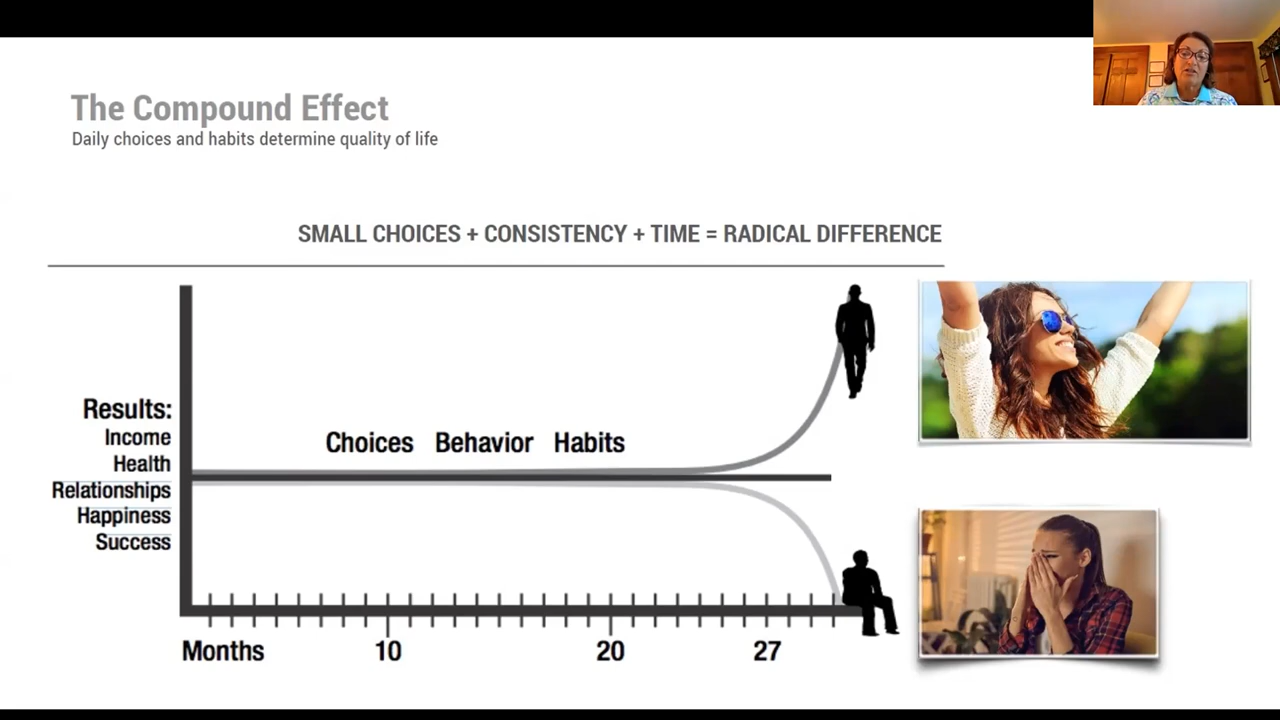 The Compound Effect
Daily choices and habits determine quality of life
SMALL CHOICES + CONSISTENCY + TIME = RADICAL DIFFERENCE
Results:
Income
Health
Relationships
Happiness
Success
Choices Behavior Habits
Months 10 20 27